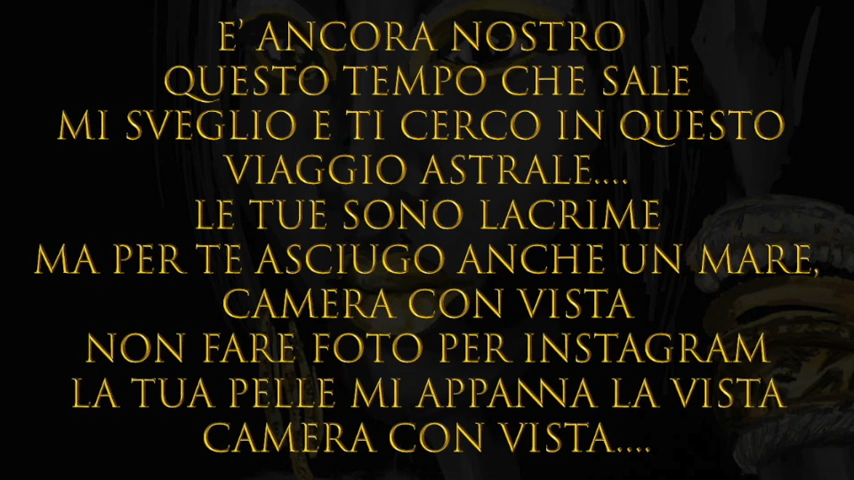 E' ANCORA NOSTRO
QUESTO TEMPO CHE SALE
MI SVEGLIO E TI CERCO IN QUESTO
VIAGGIO ASTRALE....
LE TUE SONO LACRIME
MA PER TE ASCIUGO ANCHE UN MARE,
CAMERA CON VISTA
NON FARE FOTO PER INSTAGRAM
LA TUA PELLE MI APPANNA LA VISTA
CAMERA CON VISTA....